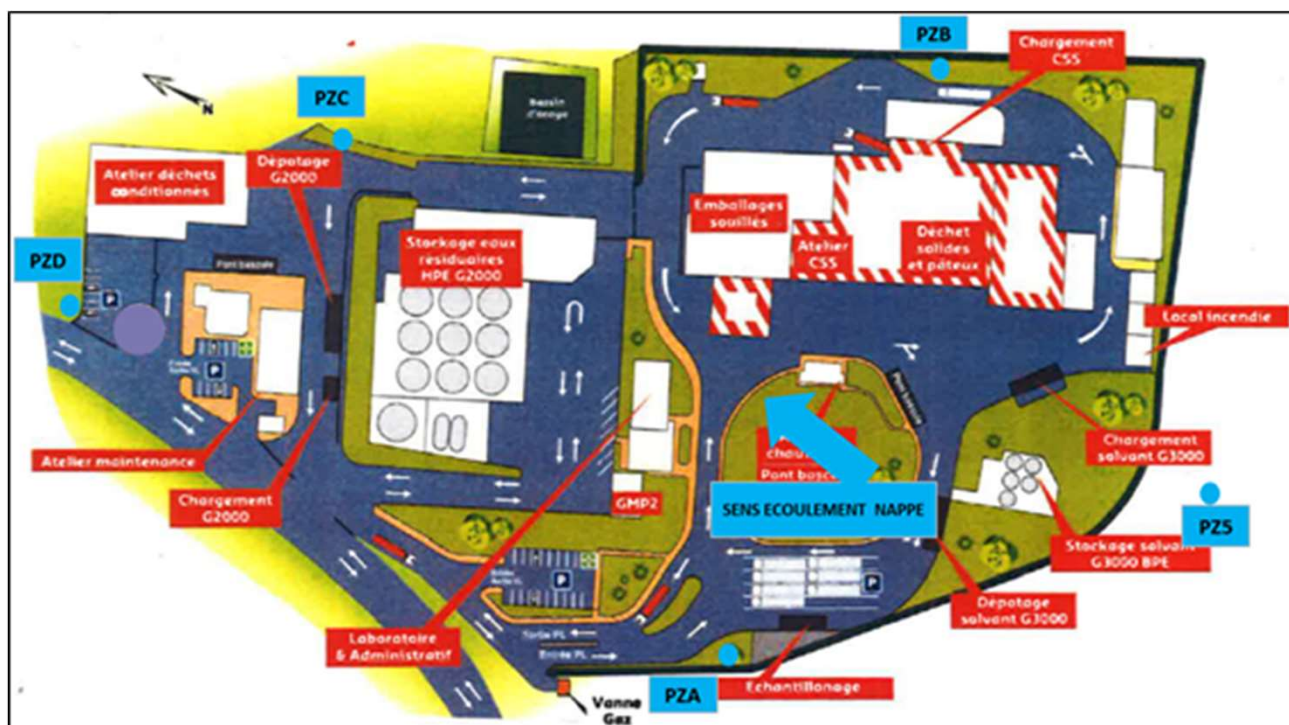 PZB
Chargement
CSS
PZC
N
Bassin
d'orage
Dépotage
G2000
Atelier déchets
conditionnés
PZD
Pont bascule
Stockage eaux
résiduaires
HPE G2000
Emballages
souillés
Atelier
CSS
Déchet
solides
et pâteux
Local incendie
P
P
Pont bascule
Atelier maintenance
Chargement
G2000
Chargement
solvant G3000
Pont basc
SENS ECOULEMENT NAPPE
GMP2
PZ5
Stockage solvant
G3000 BPE
P
P
Dépotage
solvant G3000
Laboratoire
& Administratif
Sortie PL
Entrée PL
PZA
Echantillonage
Vanne
Gaz